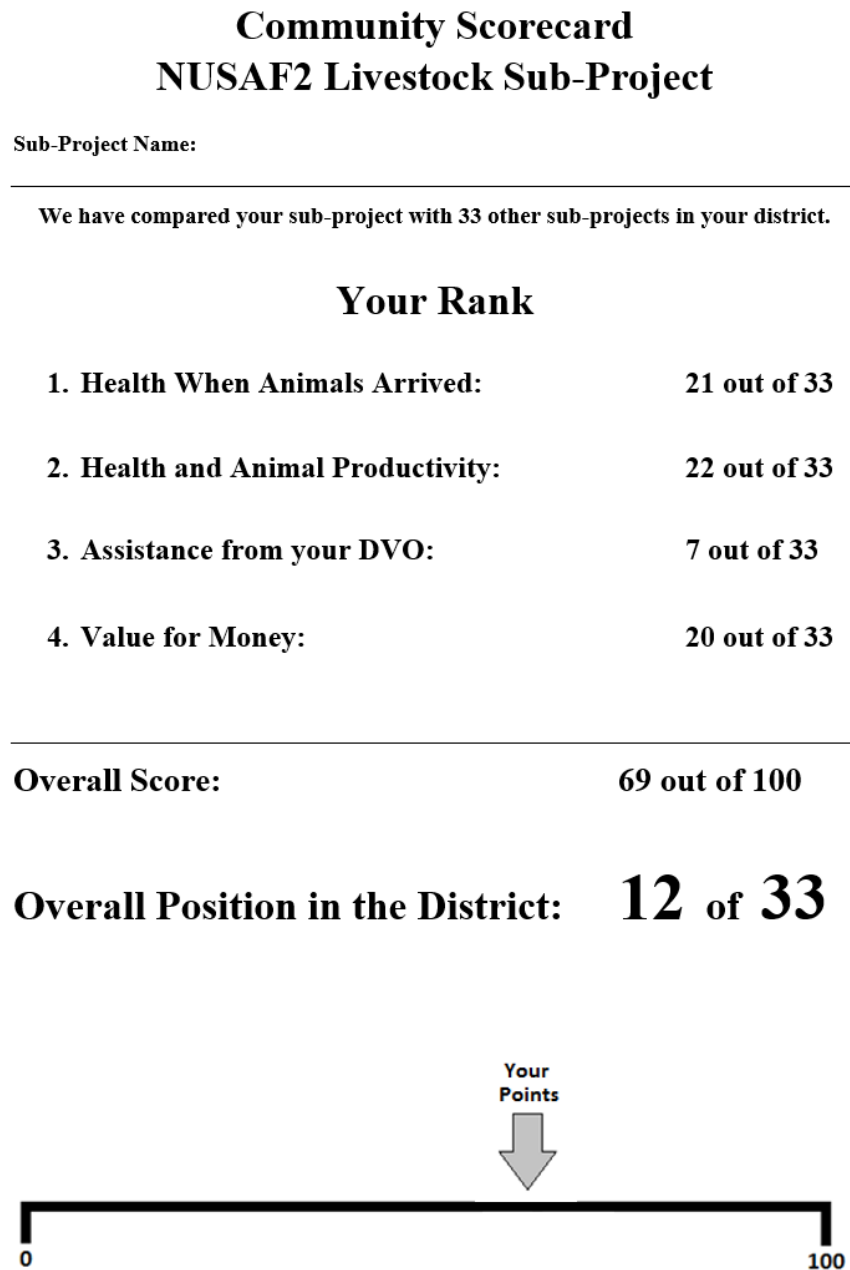 Community Scorecard
NUSAF2 Livestock Sub-Project
Sub-Project Name:
We have compared your sub-project with 33 other sub-projects in your district.
Your Rank
1. Health When Animals Arrived: 21 out of 33
2. Health and Animal Productivity: 22 out of 33
3. Assistance from your DVO: 7 out of 33
4. Value for Money: 20 out of 33
Overall Score: 69 out of 100
Overall Position in the District: 12 of 33
Your
Points
0 100